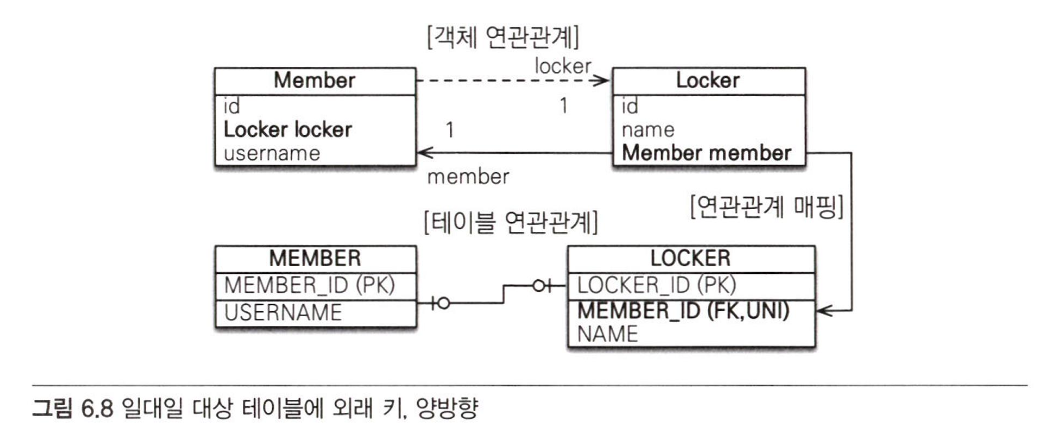 [객체 연관관계]
locker
Member
id
Locker locker
username
1
1
member
Locker
id
name
Member member
[연관관계 매핑]
[테이블 연관관계]
MEMBER
MEMBER_ID (PK)
USERNAME
LOCKER
LOCKER_ID (PK)
MEMBER_ID (FK,UNI)
NAME
그림 6.8 일대일 대상 테이블에 외래 키, 양방향